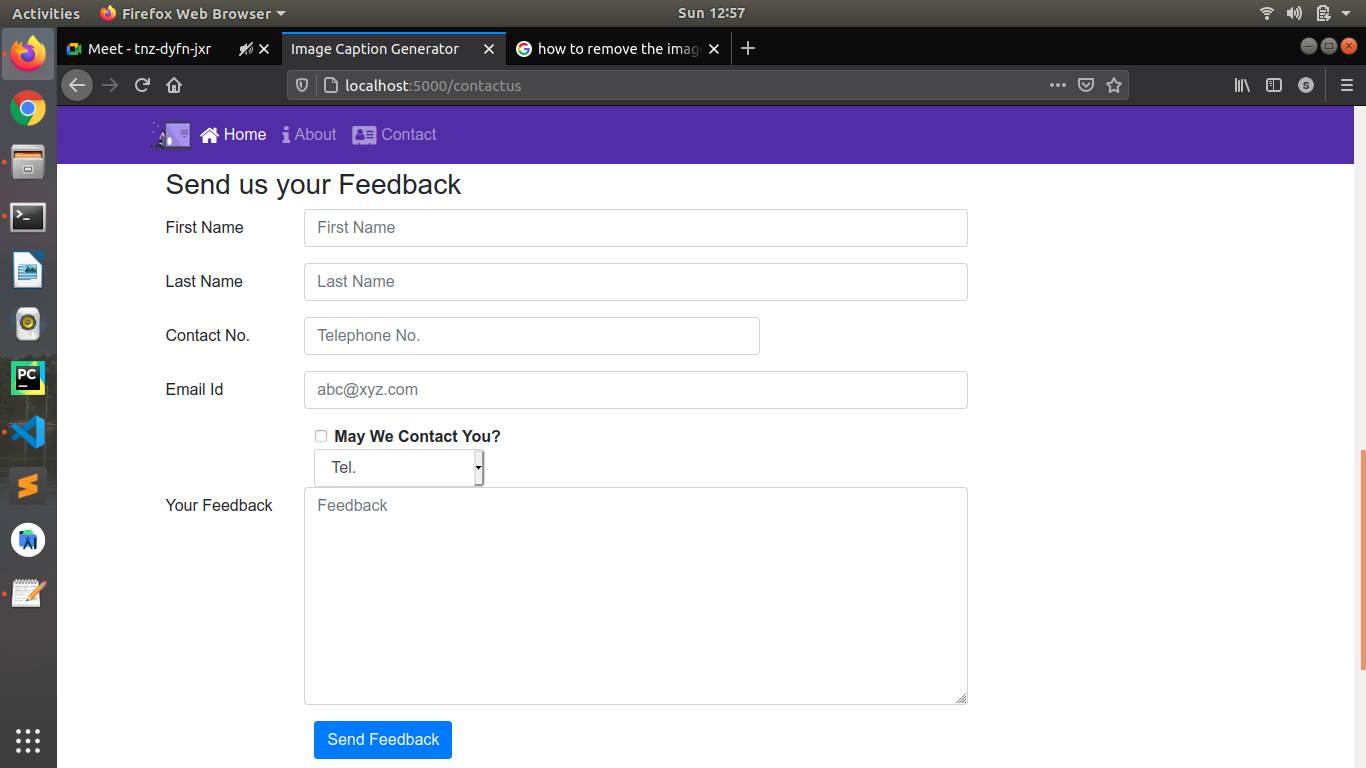 Activities Firefox Web Browser Sun 12:57
Meet - tnz-dyfn-jxr Image Caption Generator how to remove the imag
localhost:5000/contactus S
Home About Contact
Send us your Feedback
First Name First Name
Last Name Last Name
Contact No. Telephone No.
Email Id abc@xyz.com
May We Contact You?
Tel.
Your Feedback Feedback
Send Feedback
PC